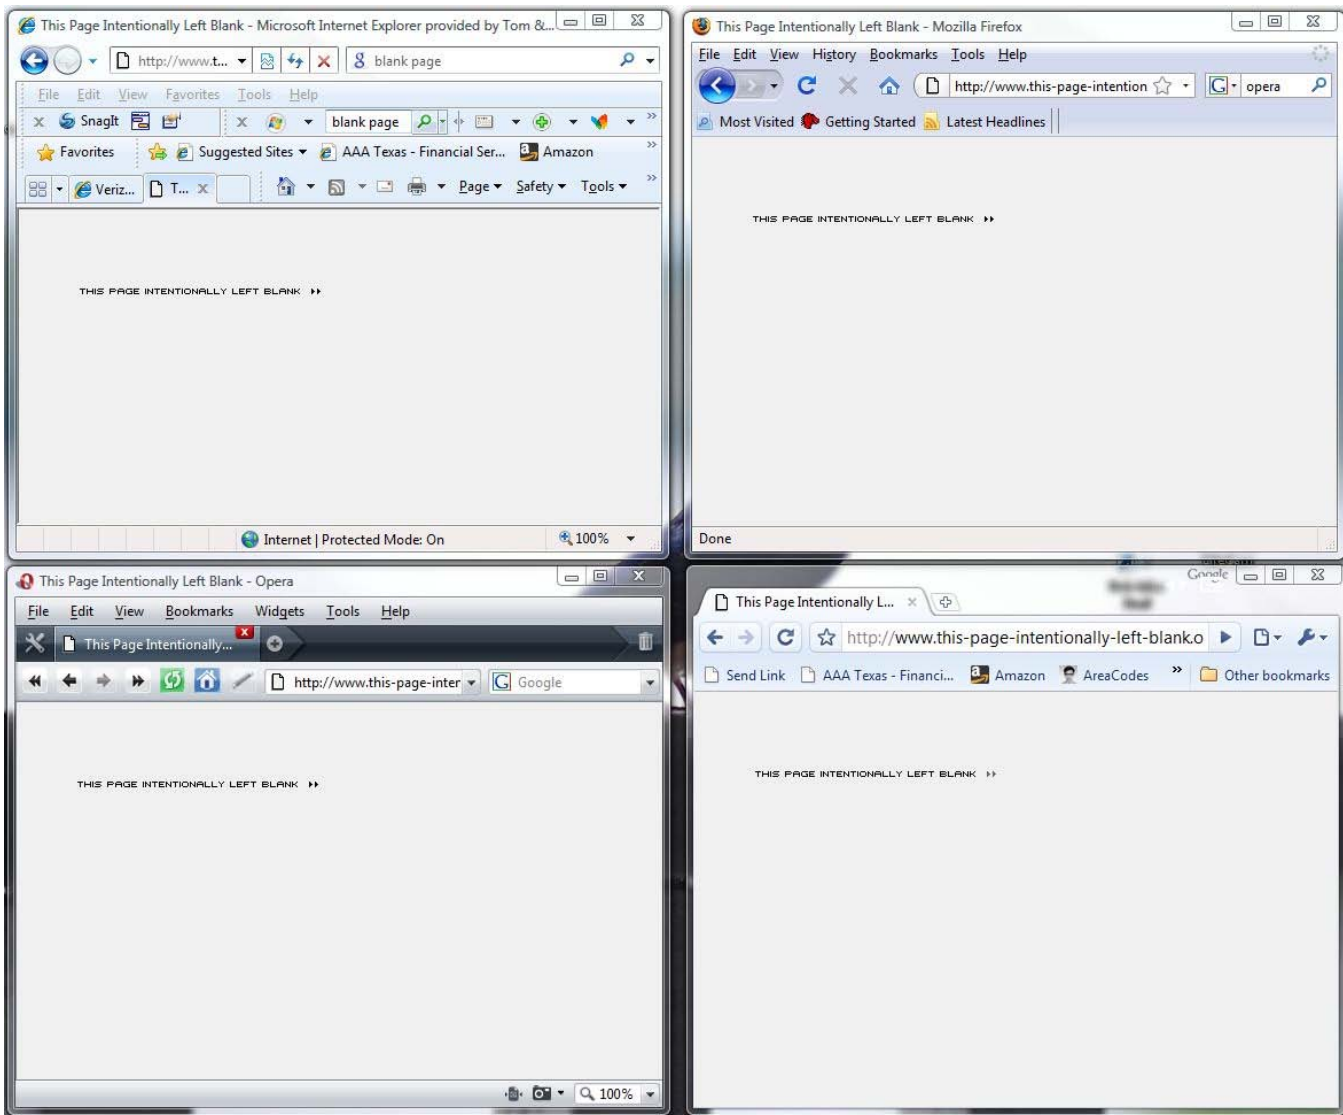 This Page Intentionally Left Blank - Microsoft Internet Explorer provided by Tom &...
http://www.t... blank page
File Edit View Favorites Tools Help
x SnagIt x blank page »
Favorites Suggested Sites AAA Texas - Financial Ser... Amazon »
Veriz... T... x Page Safety Tools »
THIS PAGE INTENTIONALLY LEFT BLANK
Internet | Protected Mode: On 100%
This Page Intentionally Left Blank - Mozilla Firefox
File Edit View History Bookmarks Tools Help
http://www.this-page-intention G opera
Most Visited Getting Started Latest Headlines
THIS PAGE INTENTIONALLY LEFT BLANK
Done
This Page Intentionally Left Blank - Opera
File Edit View Bookmarks Widgets Tools Help
This Page Intentionally...
http://www.this-page-inter G Google
THIS PAGE INTENTIONALLY LEFT BLANK
100%
Google
This Page Intentionally L...
http://www.this-page-intentionally-left-blank.o
Send Link AAA Texas - Financi... Amazon AreaCodes » Other bookmarks
THIS PAGE INTENTIONALLY LEFT BLANK